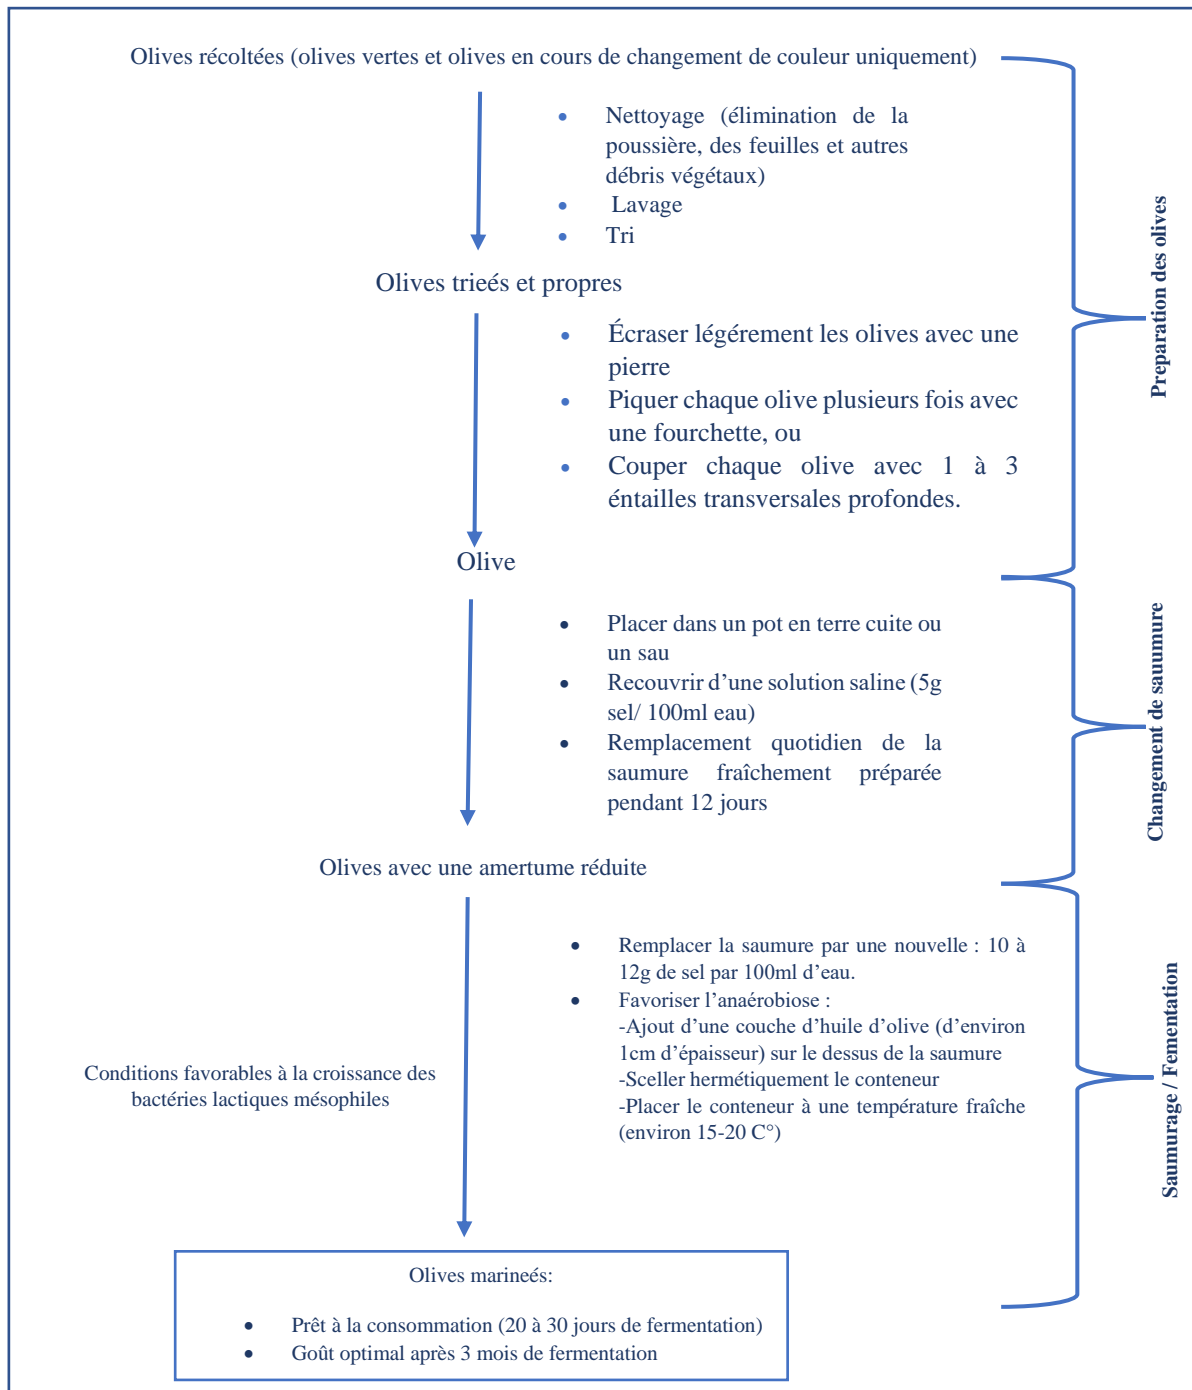 Olives récoltées (olives vertes et olives en cours de changement de couleur uniquement)
• Nettoyage (élimination de la
poussière, des feuilles et autres
débris végétaux)
• Lavage
• Tri
Olives trieés et propres
• Écraser légérement les olives avec une
pierre
• Piquer chaque olive plusieurs fois avec
une fourchette, ou
• Couper chaque olive avec 1 à 3
éntailles transversales profondes.
Preparation des olives
Olive
• Placer dans un pot en terre cuite ou
un sau
• Recouvrir d’une solution saline (5g
sel/ 100ml eau)
• Remplacement quotidien de la
saumure fraîchement préparée
pendant 12 jours
Changement de sauumure
Olives avec une amertume réduite
• Remplacer la saumure par une nouvelle : 10 à
12g de sel par 100ml d’eau.
• Favoriser l’anaérobiose :
-Ajout d’une couche d’huile d’olive (d’environ
1cm d’épaisseur) sur le dessus de la saumure
-Sceller hermétiquement le conteneur
-Placer le conteneur à une température fraîche
(environ 15-20 C°)
Conditions favorables à la croissance des
bactéries lactiques mésophiles
Saumurage / Fementation
Olives marineés:
• Prêt à la consommation (20 à 30 jours de fermentation)
• Goût optimal après 3 mois de fermentation